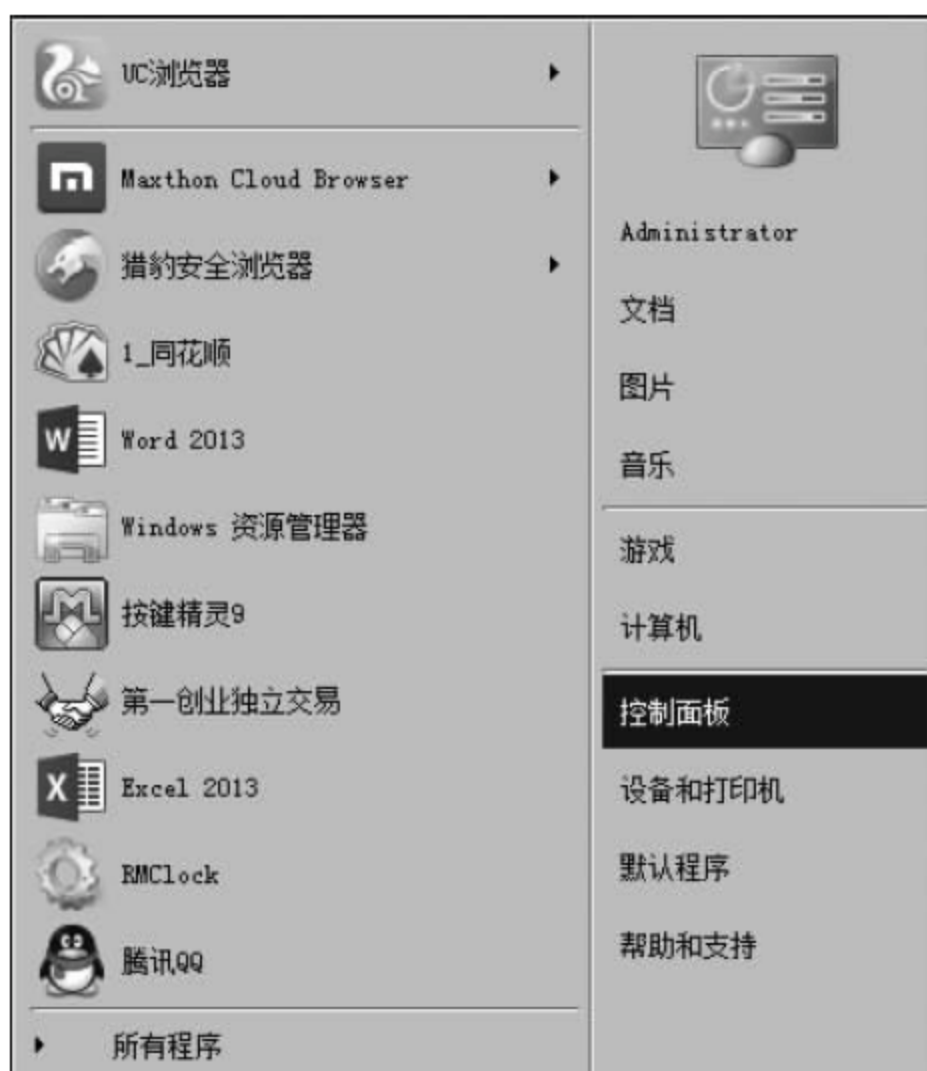 UC浏览器
Maxthon Cloud Browser
猎豹安全浏览器
1_同花顺
Word 2013
Windows 资源管理器
按键精灵9
第一创业独立交易
Excel 2013
RMClock
腾讯QQ
所有程序
Administrator
文档
图片
音乐
游戏
计算机
控制面板
设备和打印机
默认程序
帮助和支持